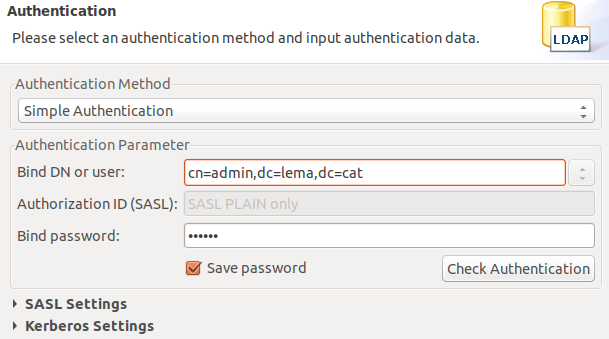 Authentication
Please select an authentication method and input authentication data.
LDAP
Authentication Method
Simple Authentication
Authentication Parameter
Bind DN or user: cn=admin,dc=lema,dc=cat
Authorization ID (SASL): SASL PLAIN only
Bind password: ••••••
Save password Check Authentication
SASL Settings
Kerberos Settings